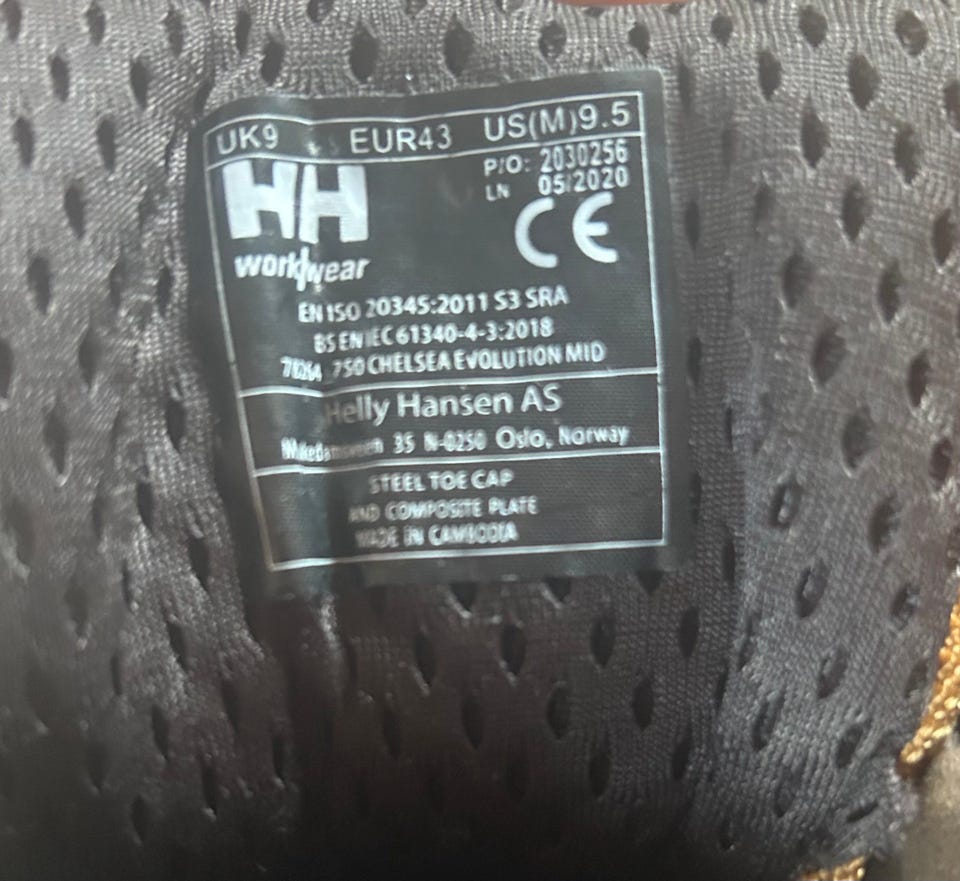 UK9 EUR43 US(M)9.5
P/O: 2030256
LN 05/2020
HH
workwear
CE
EN ISO 20345:2011 S3 SRA
BS EN IEC 61340-4-3:2018
78264_750 CHELSEA EVOLUTION MID
Helly Hansen AS
35 N-0250 Oslo, Norway
STEEL TOE CAP
AND COMPOSITE PLATE
MADE IN CAMBODIA